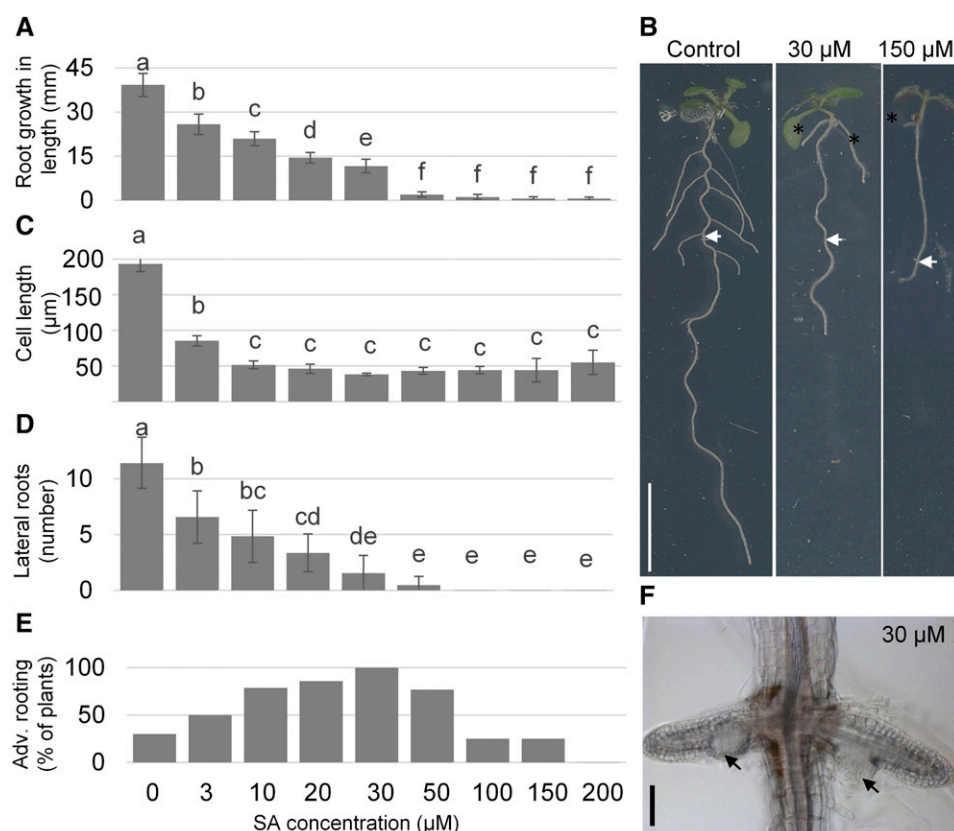 A
Root growth in
length (mm)
45
30
15
0
a
b
c
d
e
f
f
f
f
C
Cell length
(µm)
200
150
100
50
a
b
c
c
c
c
c
c
c
D
Lateral roots
(number)
10
5
0
a
b
bc
cd
de
e
e
e
e
E
Adv. rooting
(% of plants)
100
50
0
0 3 10 20 30 50 100 150 200
SA concentration (µM)
B
Control 30 µM 150 µM
*
*
*
F
30 µM